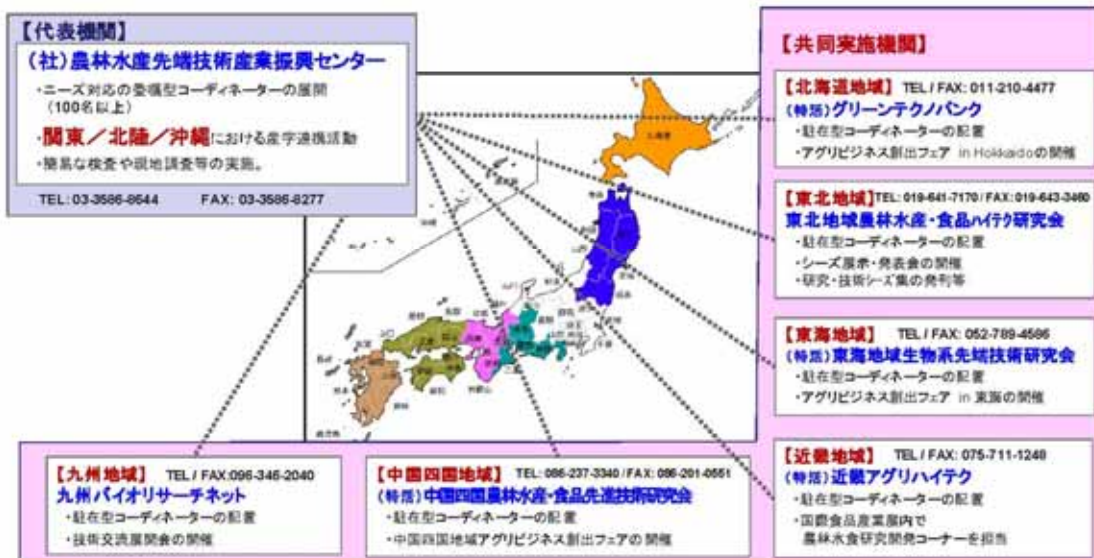 【代表機関】
(社)農林水産先端技術産業振興センター
・ニーズ対応の登壇型コーディネーターの展開
(100名以上)
・関東/北陸/沖縄における産学連携活動
・簡易な検査や現地調査等の実施。
TEL:03-3586-8644 FAX: 03-3586-8277
【共同実施機関】
【北海道地域】 TEL / FAX: 011-210-4477
(特活)グリーンテクノバンク
・駐在型コーディネーターの配置
・アグリビジネス創出フェア in Hokkaidoの開催
【東北地域】TEL: 019-641-7170 / FAX: 019-643-3460
東北地域農林水産・食品ハイテク研究会
・駐在型コーディネーターの配置
・シーズ展示・発表会の開催
・研究・技術シーズ集の発刊等
【東海地域】 TEL / FAX: 052-789-4586
(特活)東海地域生物系先端技術研究会
・駐在型コーディネーターの配置
・アグリビジネス創出フェア in 東海の開催
【近畿地域】 TEL / FAX: 075-711-1248
(特活)近畿アグリハイテク
・駐在型コーディネーターの配置
・国際食品産業展内で
農林水食研究開発コーナーを担当
【九州地域】 TEL / FAX:096-346-2040
九州バイオリサーチネット
・駐在型コーディネーターの配置
・技術交流展開会の開催
【中国四国地域】 TEL: 086-237-3340 / FAX: 086-201-0551
(特活)中国四国農林水産・食品先進技術研究会
・駐在型コーディネーターの配置
・中国四国地域アグリビジネス創出フェアの開催